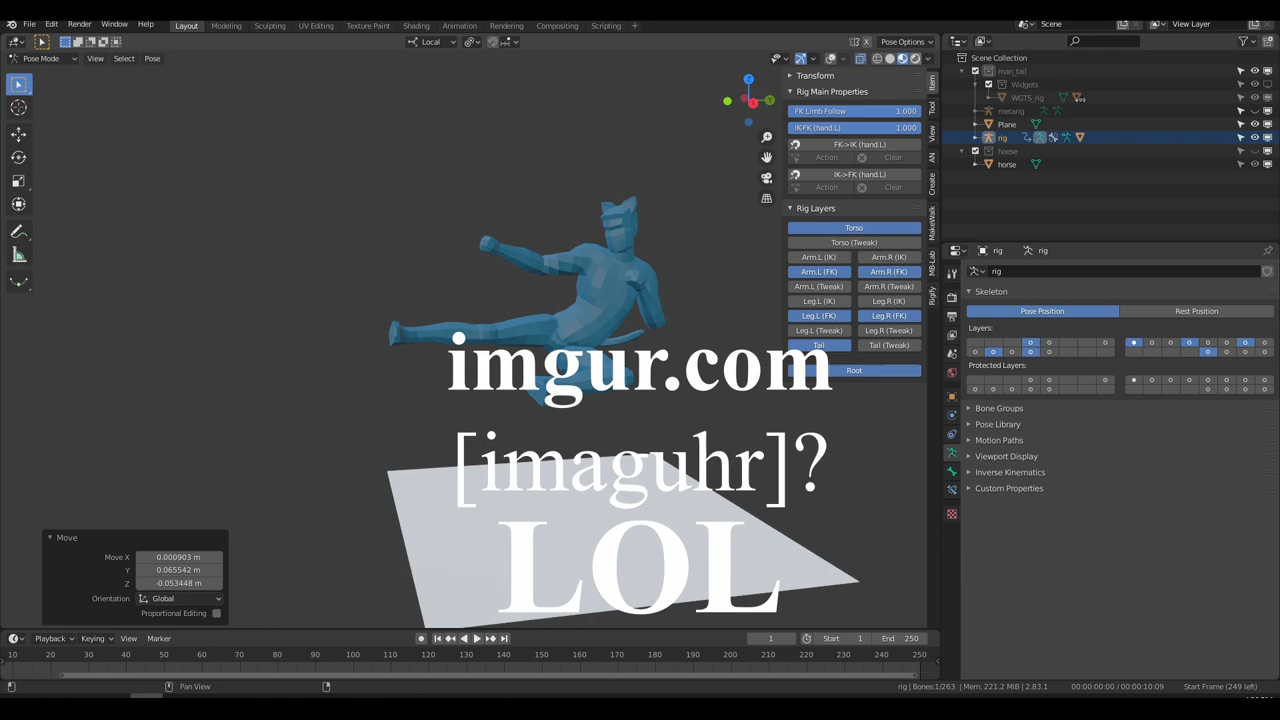 File Edit Render Window Help Layout Modeling Sculpting UV Editing Texture Paint Shading Animation Rendering Compositing Scripting + Scene View Layer
Local Pose Options
Pose Mode View Select Pose
Scene Collection
man_tail
Widgets
WGTS_rig
metarig
Plane
rig
hoese
horse
Transform
Rig Main Properties
FK Limb Follow 1.000
IK-FK (hand.L) 1.000
FK->IK (hand.L)
Action Clear
IK->FK (hand.L)
Action Clear
Rig Layers
Torso
Torso (Tweak)
Arm.L (IK) Arm.R (IK)
Arm.L (FK) Arm.R (FK)
Arm.L (Tweak) Arm.R (Tweak)
Leg.L (IK) Leg.R (IK)
Leg.L (FK) Leg.R (FK)
Leg.L (Tweak) Leg.R (Tweak)
Tail Tail (Tweak)
Root
Item
Tool
View
AN
Create
MakeWalk
MB-Lab
Rigify
Z
Y
X
rig rig
rig
Skeleton
Pose Position Rest Position
Layers:
Protected Layers:
Bone Groups
Pose Library
Motion Paths
Viewport Display
Inverse Kinematics
Custom Properties
imgur.com
[imaguhr]?
LOL
Move
Move X 0.000903 m
Y 0.065542 m
Z -0.053448 m
Orientation Global
Proportional Editing
Playback Keying View Marker 1 Start 1 End 250
10 20 30 40 50 60 70 80 90 100 110 120 130 140 150 160 170 180 190 200 210 220 230 240 250
Pan View rig | Bones:1/263 | Mem: 221.2 MiB | 2.83.1 00:00:00:00 / 00:00:10:09 Start Frame (249 left)